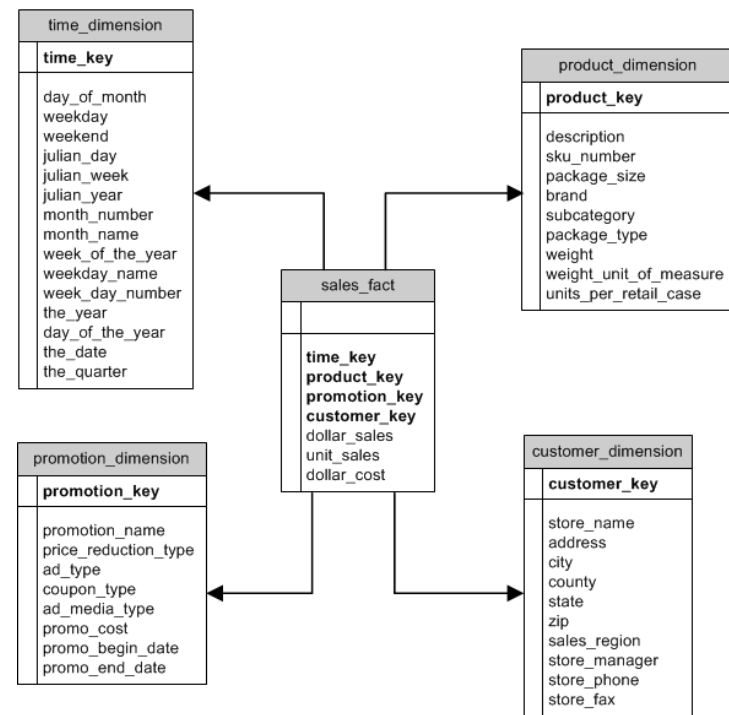 time_dimension
time_key
day_of_month
weekday
weekend
julian_day
julian_week
julian_year
month_number
month_name
week_of_the_year
weekday_name
week_day_number
the_year
day_of_the_year
the_date
the_quarter
product_dimension
product_key
description
sku_number
package_size
brand
subcategory
package_type
weight
weight_unit_of_measure
units_per_retail_case
sales_fact
time_key
product_key
promotion_key
customer_key
dollar_sales
unit_sales
dollar_cost
promotion_dimension
promotion_key
promotion_name
price_reduction_type
ad_type
coupon_type
ad_media_type
promo_cost
promo_begin_date
promo_end_date
customer_dimension
customer_key
store_name
address
city
county
state
zip
sales_region
store_manager
store_phone
store_fax